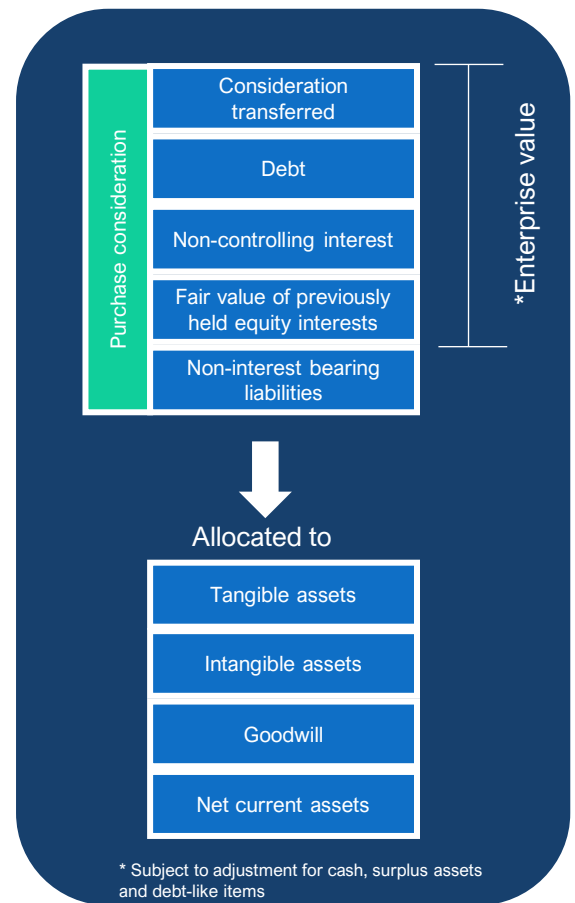 Purchase consideration
Consideration
transferred
Debt
Non-controlling interest
Fair value of previously
held equity interests
Non-interest bearing
liabilities
*Enterprise value
Allocated to
Tangible assets
Intangible assets
Goodwill
Net current assets
* Subject to adjustment for cash, surplus assets
and debt-like items